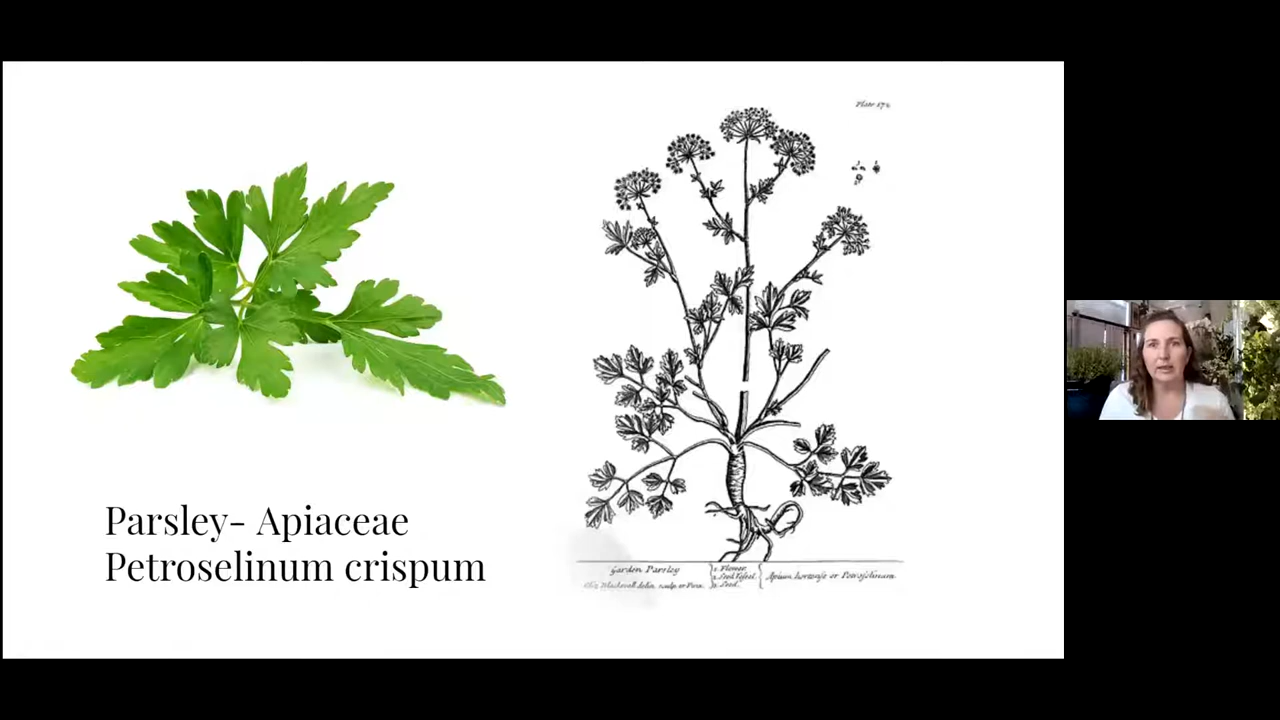 Plate 172
Parsley- Apiaceae
Petroselinum crispum
Garden Parsley
1. Flower.
2. Seed Vessel.
3. Seed.
Apium hortense or Petroselinum.
Eliz. Blackwell delin. sculp. et Pinx.